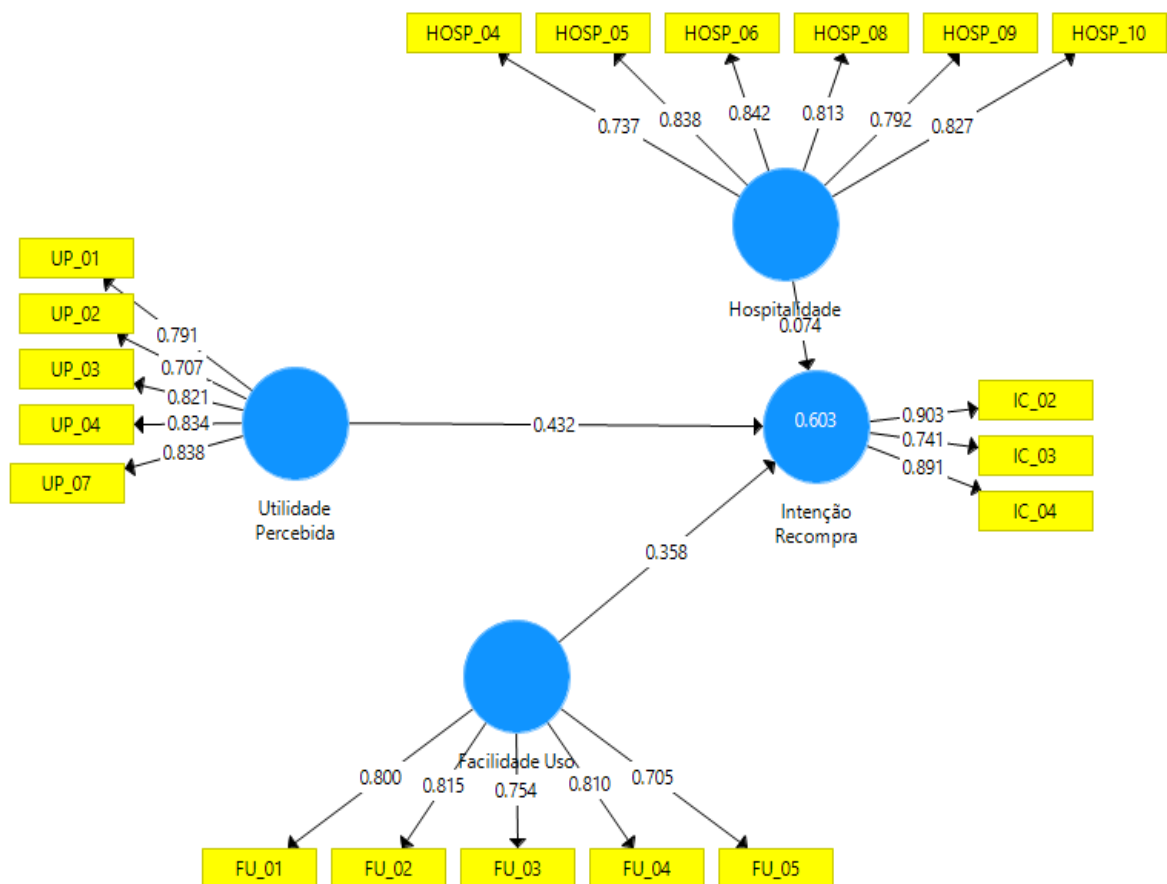 HOSP_04
HOSP_05
HOSP_06
HOSP_08
HOSP_09
HOSP_10
0.737
0.838
0.842
0.813
0.792
0.827
Hospitalidade
0.074
UP_01
UP_02
UP_03
UP_04
UP_07
0.791
0.707
0.821
0.834
0.838
Utilidade
Percebida
0.432
0.603
Intenção
Recompra
0.903
0.741
0.891
IC_02
IC_03
IC_04
0.358
Facilidade Uso
0.800
0.815
0.754
0.810
0.705
FU_01
FU_02
FU_03
FU_04
FU_05